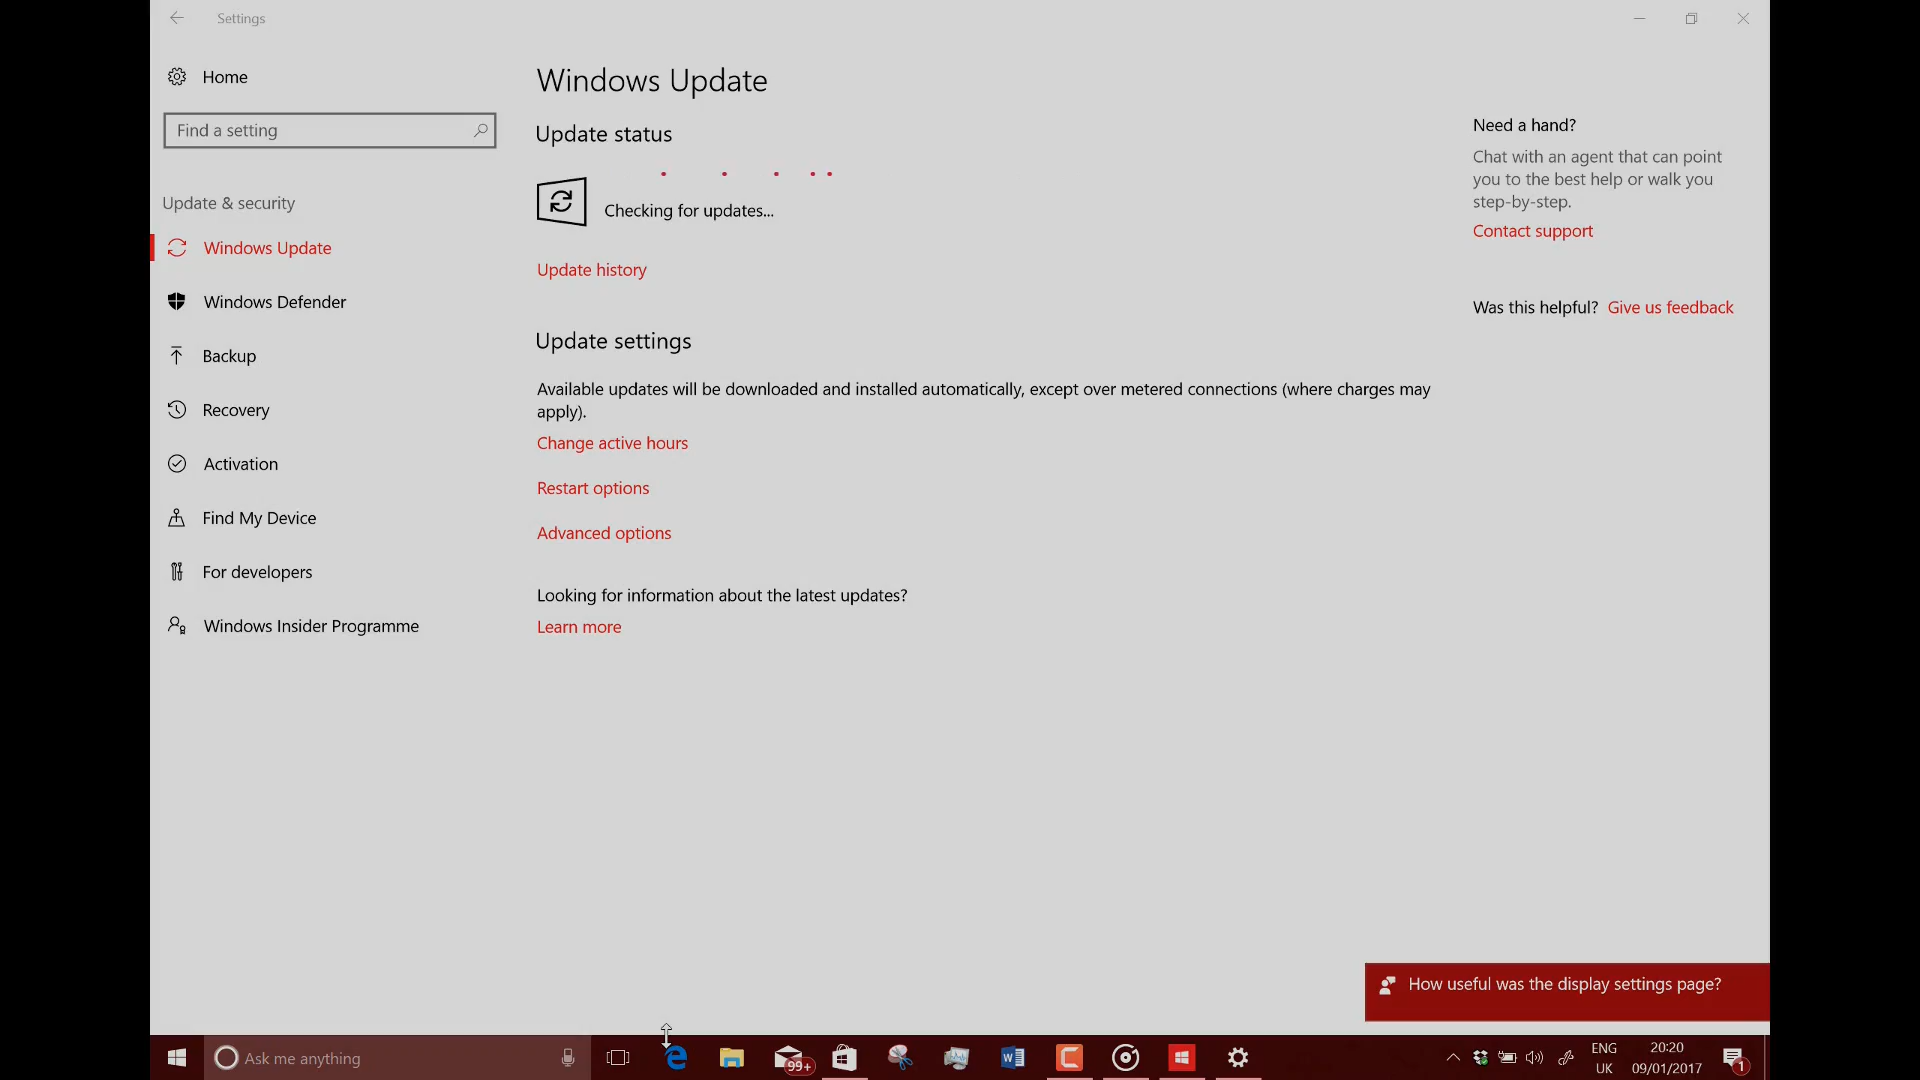 Settings
Home
Find a setting
Update & security
Windows Update
Windows Defender
Backup
Recovery
Activation
Find My Device
For developers
Windows Insider Programme
Windows Update
Update status
Checking for updates...
Update history
Update settings
Available updates will be downloaded and installed automatically, except over metered connections (where charges may
apply).
Change active hours
Restart options
Advanced options
Looking for information about the latest updates?
Learn more
Need a hand?
Chat with an agent that can point
you to the best help or walk you
step-by-step.
Contact support
Was this helpful? Give us feedback
How useful was the display settings page?
Ask me anything
99+
ENG
UK
20:20
09/01/2017
1